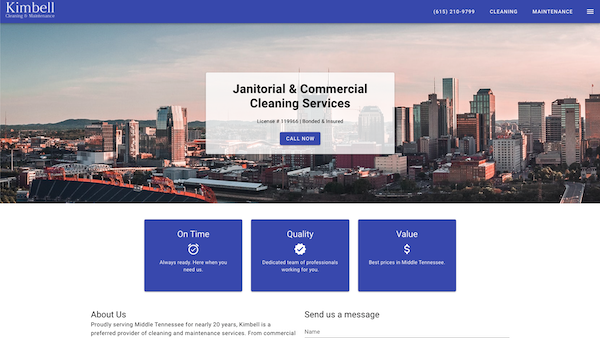 Kimbell
Cleaning & Maintenance
(615) 210-9799 CLEANING MAINTENANCE
Janitorial & Commercial
Cleaning Services
License # 119366 | Bonded & Insured
CALL NOW
On Time
Always ready. Here when you
need us.
Quality
Dedicated team of professionals
working for you.
Value
Best prices in Middle Tennessee.
About Us
Proudly serving Middle Tennessee for nearly 20 years, Kimbell is a
preferred provider of cleaning and maintenance services. From commercial
Send us a message
Name